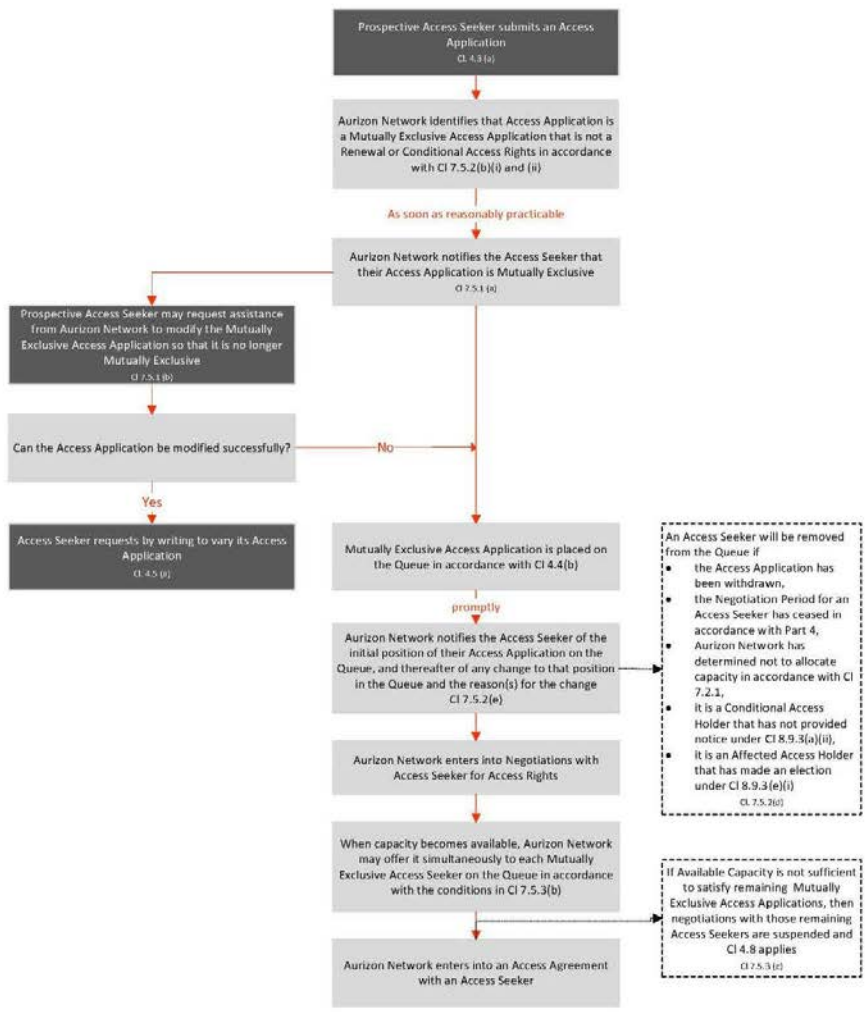 Prospective Access Seeker submits an Access
Application
Cl 4.3 (a)
Aurizon Network identifies that Access Application is
a Mutually Exclusive Access Application that is not a
Renewal or Conditional Access Rights in accordance
with Cl 7.5.2(b)(i) and (ii)
As soon as reasonably practicable
Aurizon Network notifies the Access Seeker that
their Access Application is Mutually Exclusive
Cl 7.5.1 (a)
Prospective Access Seeker may request assistance
from Aurizon Network to modify the Mutually
Exclusive Access Application so that it is no longer
Mutually Exclusive
Cl 7.5.1 (b)
Can the Access Application be modified successfully?
No
Yes
Access Seeker requests by writing to vary its Access
Application
Cl 4.5 (a)
Mutually Exclusive Access Application is placed on
the Queue in accordance with Cl 4.4(b)
promptly
Aurizon Network notifies the Access Seeker of the
initial position of their Access Application on the
Queue, and thereafter of any change to that position
in the Queue and the reason(s) for the change
Cl 7.5.2(e)
An Access Seeker will be removed
from the Queue if
• the Access Application has
been withdrawn,
• the Negotiation Period for an
Access Seeker has ceased in
accordance with Part 4,
• Aurizon Network has
determined not to allocate
capacity in accordance with Cl
7.2.1,
• it is a Conditional Access
Holder that has not provided
notice under Cl 8.9.3(a)(ii),
• it is an Affected Access Holder
that has made an election
under Cl 8.9.3(e)(i)
Cl 7.5.2(d)
Aurizon Network enters into Negotiations with
Access Seeker for Access Rights
When capacity becomes available, Aurizon Network
may offer it simultaneously to each Mutually
Exclusive Access Seeker on the Queue in accordance
with the conditions in Cl 7.5.3(b)
If Available Capacity is not sufficient
to satisfy remaining Mutually
Exclusive Access Applications, then
negotiations with those remaining
Access Seekers are suspended and
Cl 4.8 applies
Cl 7.5.3 (c)
Aurizon Network enters into an Access Agreement
with an Access Seeker